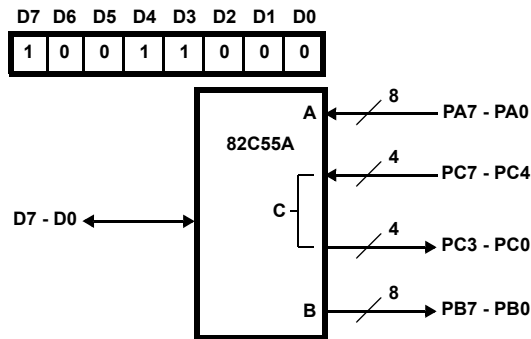 D7 D6 D5 D4 D3 D2 D1 D0
1 0 0 1 1 0 0 0
8
A PA7 - PA0
82C55A
4
PC7 - PC4
C
D7 - D0
4
PC3 - PC0
8
B PB7 - PB0